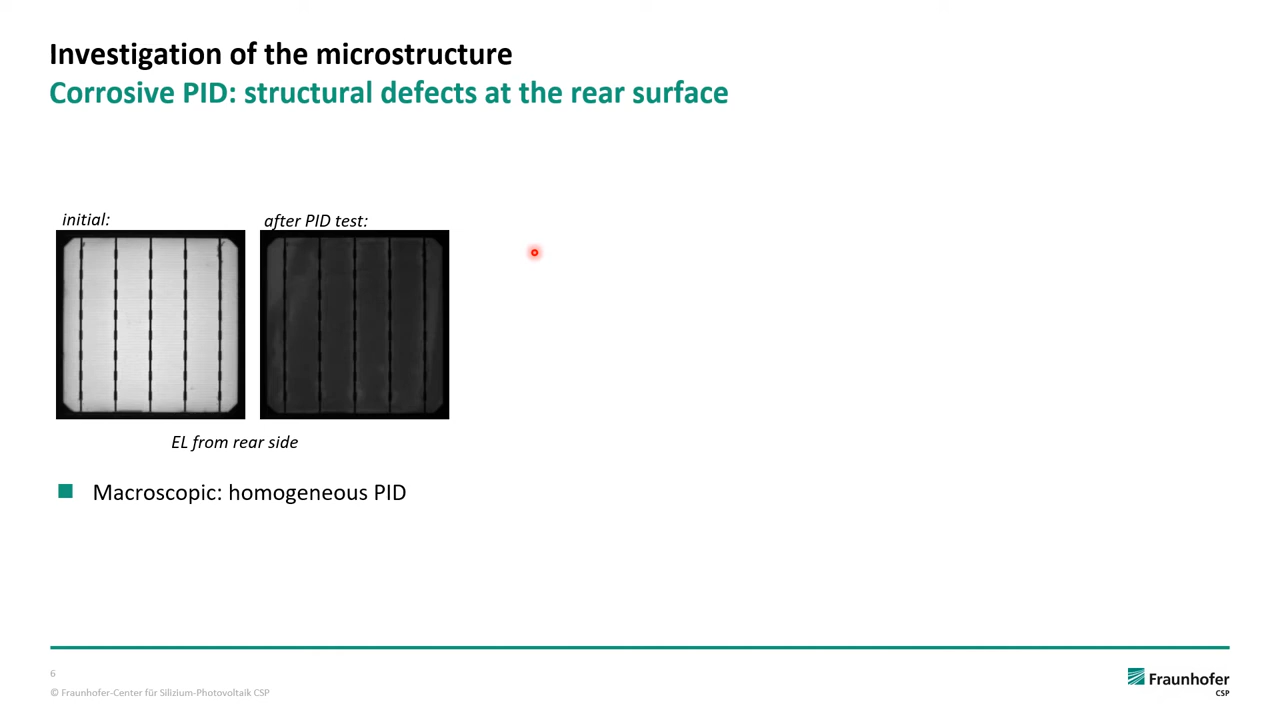 Investigation of the microstructure
Corrosive PID: structural defects at the rear surface
initial:
after PID test:
EL from rear side
Macroscopic: homogeneous PID
6
© Fraunhofer-Center für Silizium-Photovoltaik CSP
Fraunhofer
CSP